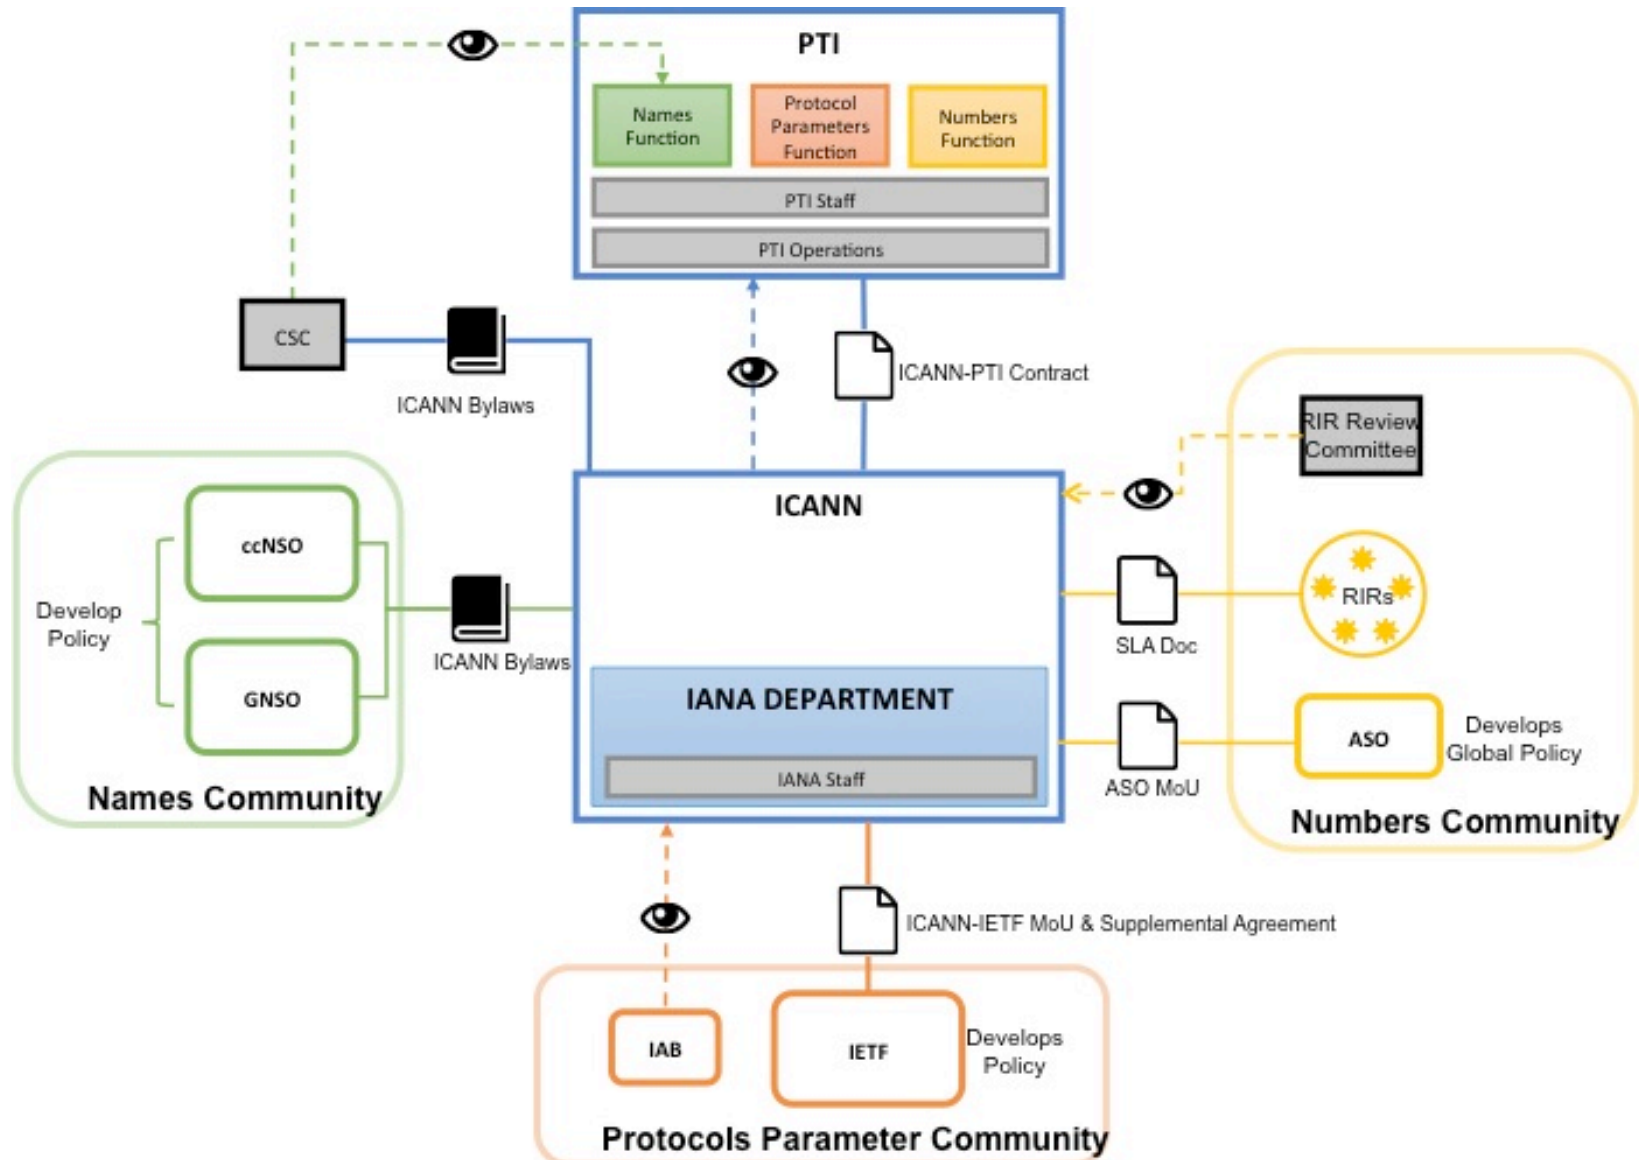 PTI
Names
Function
Protocol
Parameters
Function
Numbers
Function
PTI Staff
PTI Operations
CSC
ICANN Bylaws
ICANN-PTI Contract
RIR Review
Committee
ICANN
ccNSO
Develop
Policy
GNSO
ICANN Bylaws
Names Community
IANA DEPARTMENT
IANA Staff
RIRs
SLA Doc
ASO
Develops
Global Policy
ASO MoU
Numbers Community
ICANN-IETF MoU & Supplemental Agreement
IAB
IETF
Develops
Policy
Protocols Parameter Community